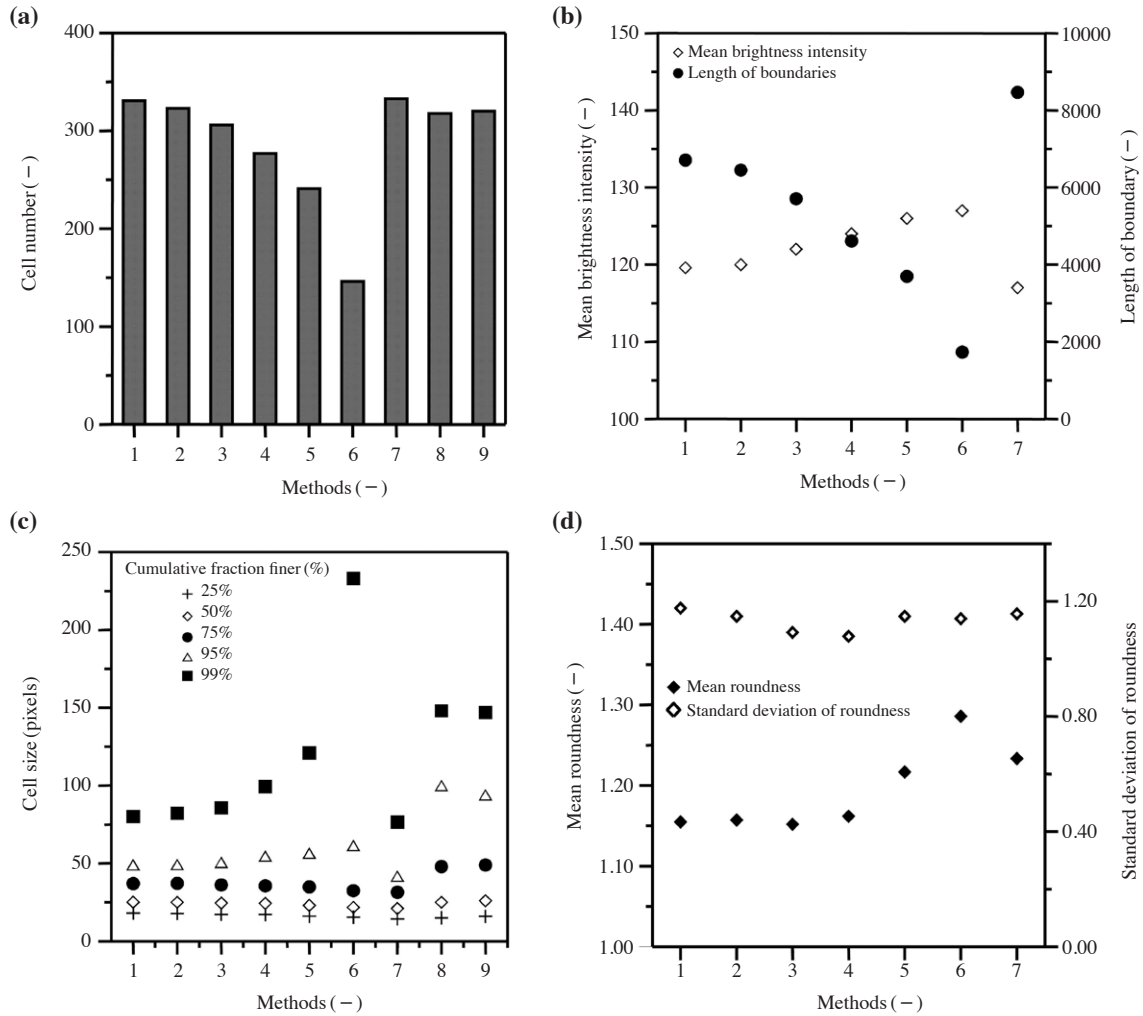 (a)
400
300
200
100
0
Cell number (−)
1 2 3 4 5 6 7 8 9
Methods (−)
(b)
150
140
130
120
110
100
Mean brightness intensity (−)
Mean brightness intensity
Length of boundaries
10000
8000
6000
4000
2000
0
Length of boundary (−)
1 2 3 4 5 6 7
Methods (−)
(c)
250
200
150
100
50
0
Cell size (pixels)
Cumulative fraction finer (%)
25%
50%
75%
95%
99%
1 2 3 4 5 6 7 8 9
Methods (−)
(d)
1.50
1.40
1.30
1.20
1.10
1.00
Mean roundness (−)
Mean roundness
Standard deviation of roundness
1.20
0.80
0.40
0.00
Standard deviation of roundness
1 2 3 4 5 6 7
Methods (−)